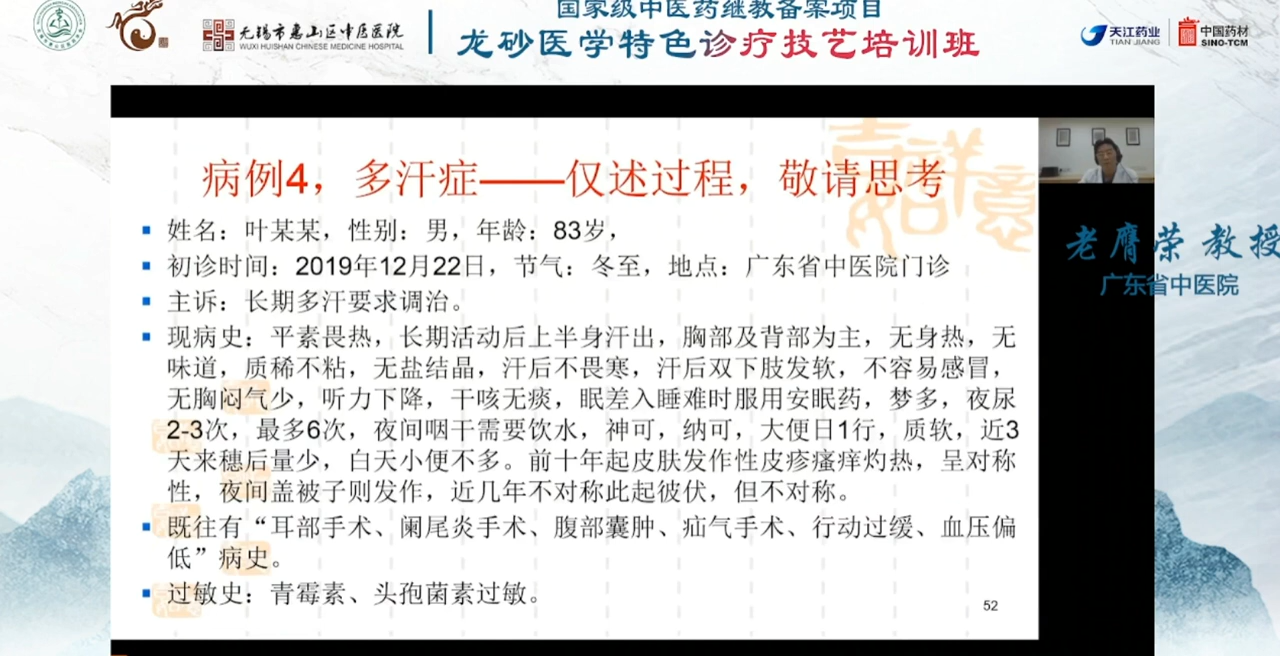 国家级中医药继教备案项目
无锡市惠山区中医医院
WUXI HUISHAN CHINESE MEDICINE HOSPITAL
龙砂医学特色诊疗技艺培训班
天江药业
TIAN JIANG
中国药材
SINO-TCM
病例4，多汗症——仅述过程，敬请思考
姓名：叶某某，性别：男，年龄：83岁，
初诊时间：2019年12月22日，节气：冬至，地点：广东省中医院门诊
主诉：长期多汗要求调治。
现病史：平素畏热，长期活动后上半身汗出，胸部及背部为主，无身热，无
味道，质稀不粘，无盐结晶，汗后不畏寒，汗后双下肢发软，不容易感冒，
无胸闷气少，听力下降，干咳无痰，眠差入睡难时服用安眠药，梦多，夜尿
2-3次，最多6次，夜间咽干需要饮水，神可，纳可，大便日1行，质软，近3
天来穗后量少，白天小便不多。前十年起皮肤发作性皮疹瘙痒灼热，呈对称
性，夜间盖被子则发作，近几年不对称此起彼伏，但不对称。
既往有“耳部手术、阑尾炎手术、腹部囊肿、疝气手术、行动过缓、血压偏
低”病史。
过敏史：青霉素、头孢菌素过敏。
52
老膺荣 教授
广东省中医院